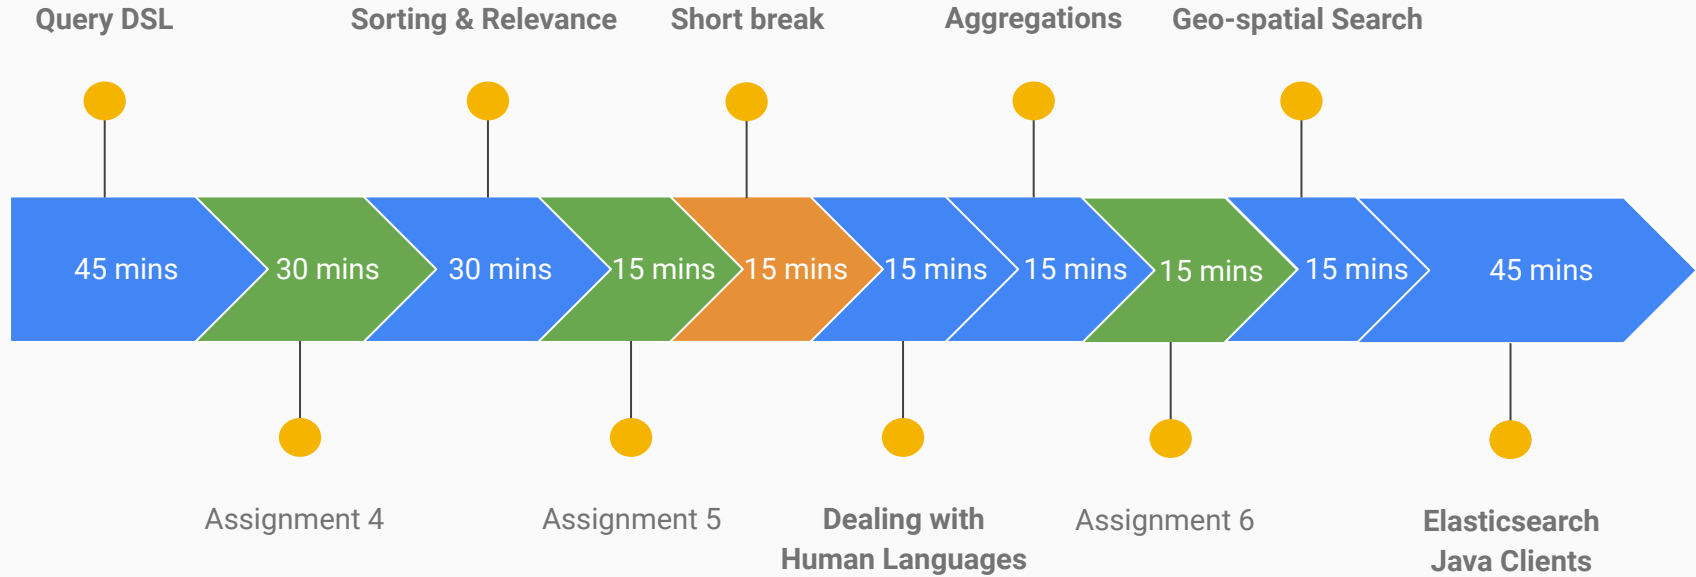 Query DSL
Sorting & Relevance
Short break
Aggregations
Geo-spatial Search
45 mins
30 mins
30 mins
15 mins
15 mins
15 mins
15 mins
15 mins
15 mins
45 mins
Assignment 4
Assignment 5
Dealing with
Human Languages
Assignment 6
Elasticsearch
Java Clients